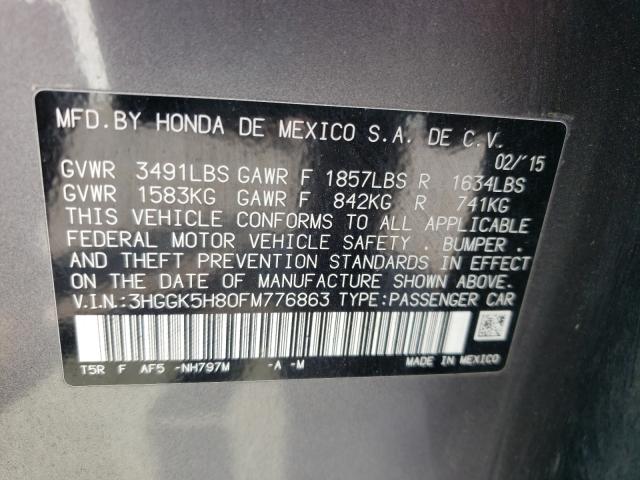 MFD.BY HONDA DE MEXICO S.A. DE C.V.
02/'15
GVWR 3491LBS GAWR F 1857LBS R 1634LBS
GVWR 1583KG GAWR F 842KG R 741KG
THIS VEHICLE CONFORMS TO ALL APPLICABLE
FEDERAL MOTOR VEHICLE SAFETY . BUMPER .
AND THEFT PREVENTION STANDARDS IN EFFECT
ON THE DATE OF MANUFACTURE SHOWN ABOVE.
V.I.N.:3HGGK5H80FM776863 TYPE:PASSENGER CAR
T5R F AF5 -NH797M -A -M MADE IN MEXICO